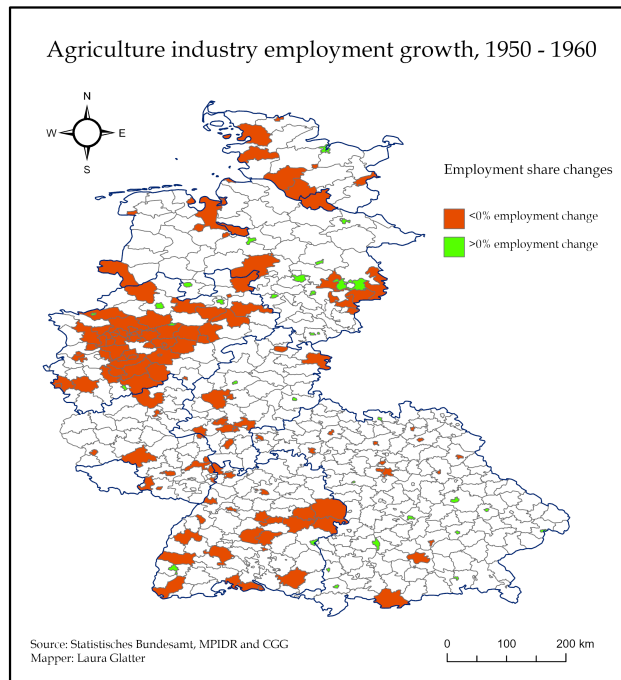 Agriculture industry employment growth, 1950 - 1960
N
W E
S
Employment share changes
<0% employment change
>0% employment change
Source: Statistisches Bundesamt, MPIDR and CGG
Mapper: Laura Glatter
0 100 200 km